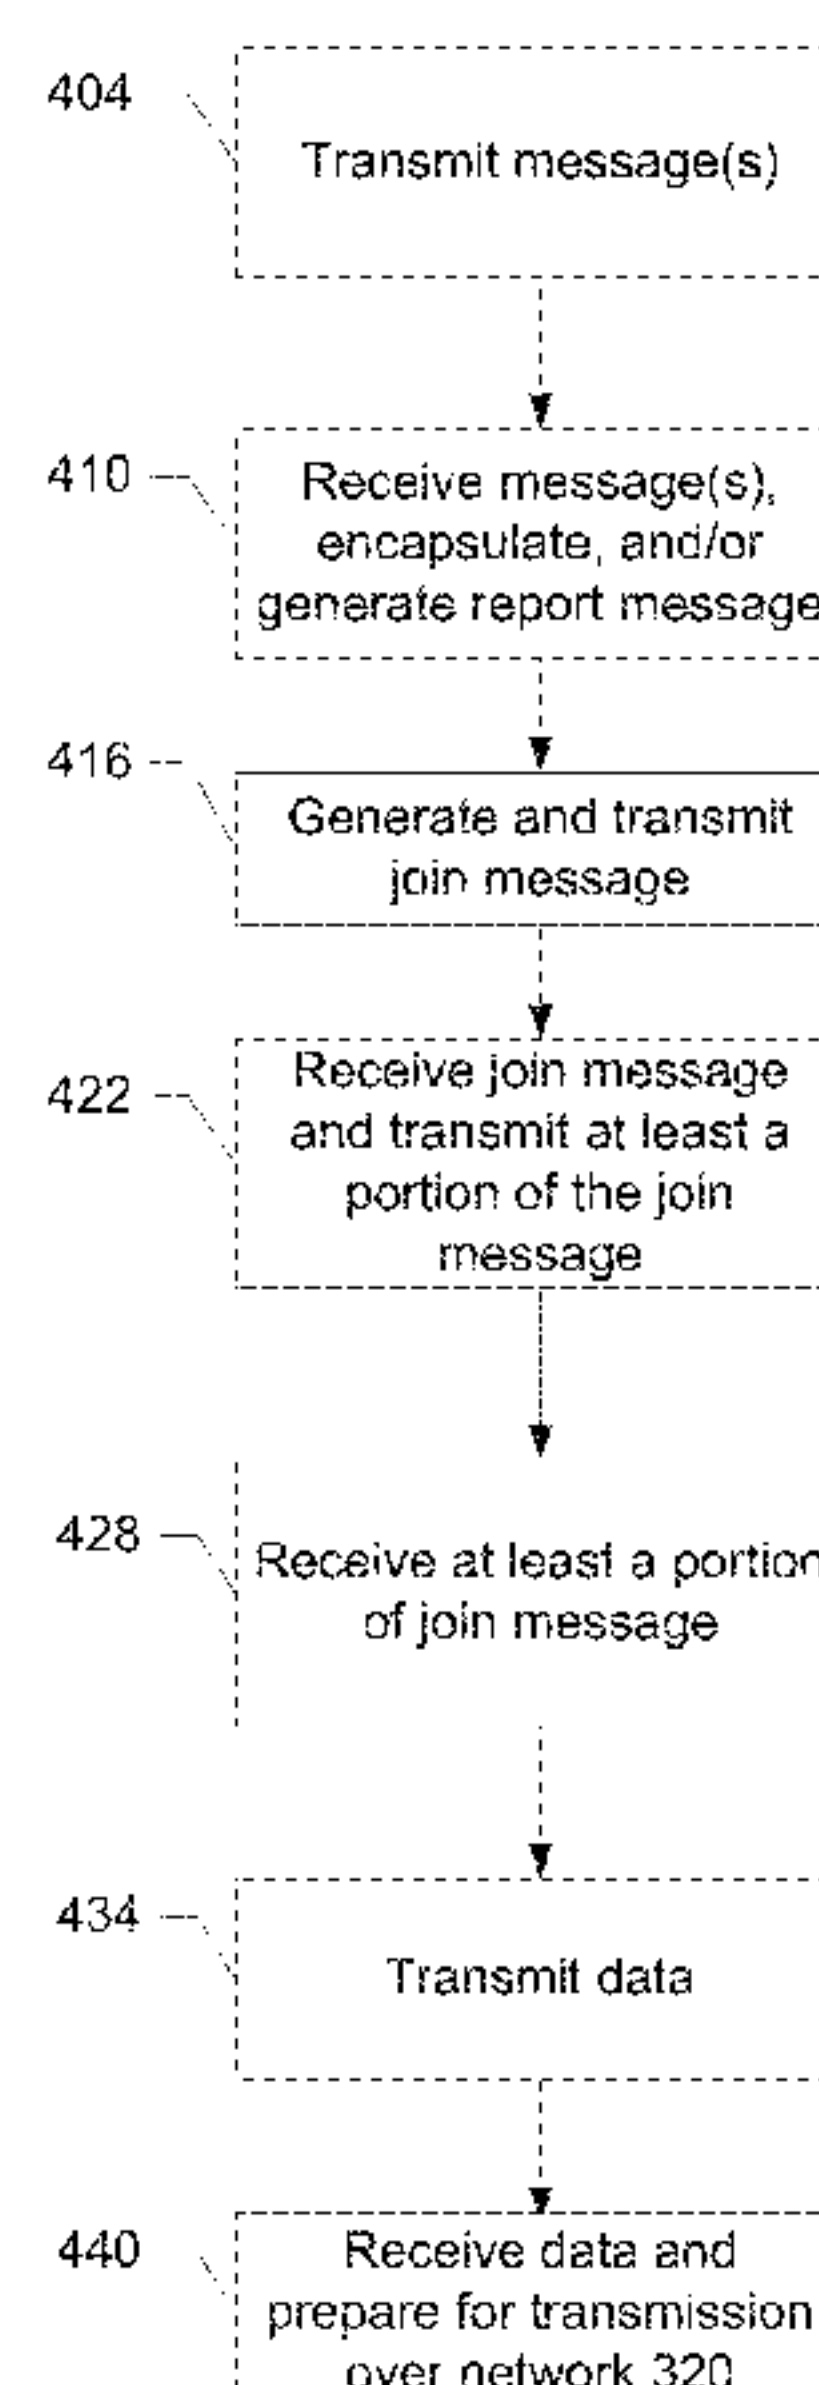 404
Transmit message(s)
410
Receive message(s),
encapsulate, and/or
generate report message
416
Generate and transmit
join message
422
Receive join message
and transmit at least a
portion of the join
message
428
Receive at least a portion
of join message
434
Transmit data
440
Receive data and
prepare for transmission
over network 320